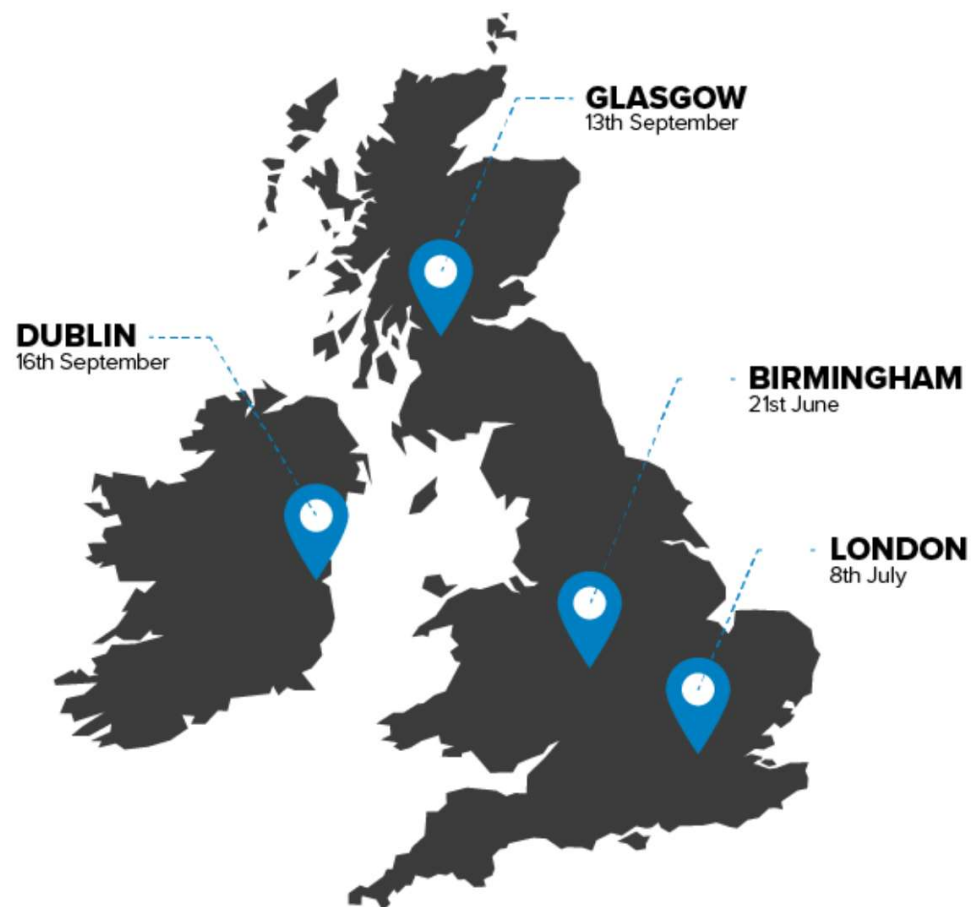 GLASGOW
13th September
DUBLIN
16th September
BIRMINGHAM
21st June
LONDON
8th July